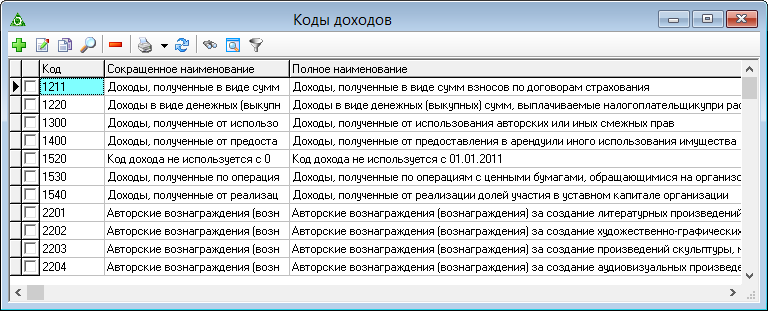 Коды доходов
Код Сокращенное наименование Полное наименование
1211 Доходы, полученные в виде сумм Доходы, полученные в виде сумм взносов по договорам страхования
1220 Доходы в виде денежных (выкупн Доходы в виде денежных (выкупных) сумм, выплачиваемые налогоплательщикупри рас
1300 Доходы, полученные от использо Доходы, полученные от использования авторских или иных смежных прав
1400 Доходы, полученные от предоста Доходы, полученные от предоставления в арендуили иного использования имущества
1520 Код дохода не используется с 0 Код дохода не используется с 01.01.2011
1530 Доходы, полученные по операция Доходы, полученные по операциям с ценными бумагами, обращающимися на организо
1540 Доходы, полученные от реализац Доходы, полученные от реализации долей участия в уставном капитале организации
2201 Авторские вознаграждения (возн Авторские вознаграждения (вознаграждения) за создание литературных произведений
2202 Авторские вознаграждения (возн Авторские вознаграждения (вознаграждения) за создание художественно-графических
2203 Авторские вознаграждения (возн Авторские вознаграждения (вознаграждения) за создание произведений скульптуры, м
2204 Авторские вознаграждения (возн Авторские вознаграждения (вознаграждения) за создание аудиовизуальных произведе